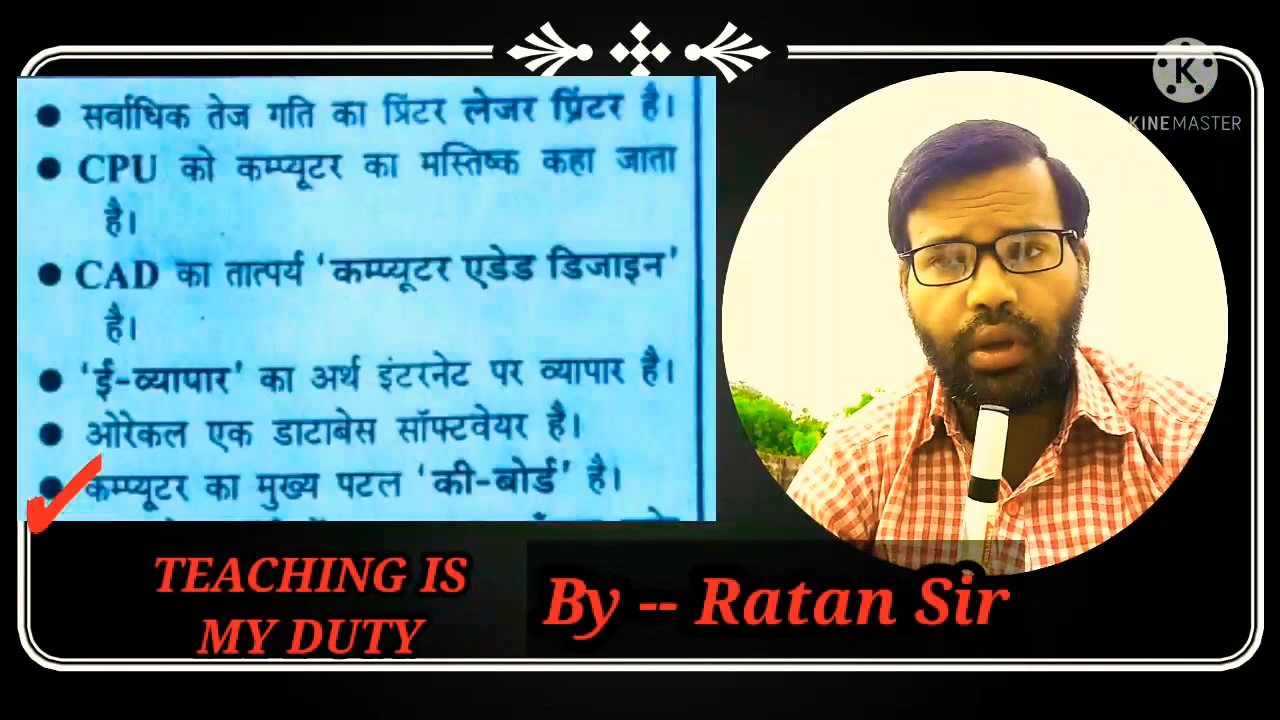 ● सर्वाधिक तेज गति का प्रिंटर लेजर प्रिंटर है।
● CPU को कम्प्यूटर का मस्तिष्क कहा जाता
है।
● CAD का तात्पर्य 'कम्प्यूटर एडेड डिजाइन'
है।
● 'ई-व्यापार' का अर्थ इंटरनेट पर व्यापार है।
● ओरेकल एक डाटाबेस सॉफ्टवेयर है।
● कम्प्यूटर का मुख्य पटल 'की-बोर्ड' है।
K
KINEMASTER
TEACHING IS
MY DUTY
By -- Ratan Sir